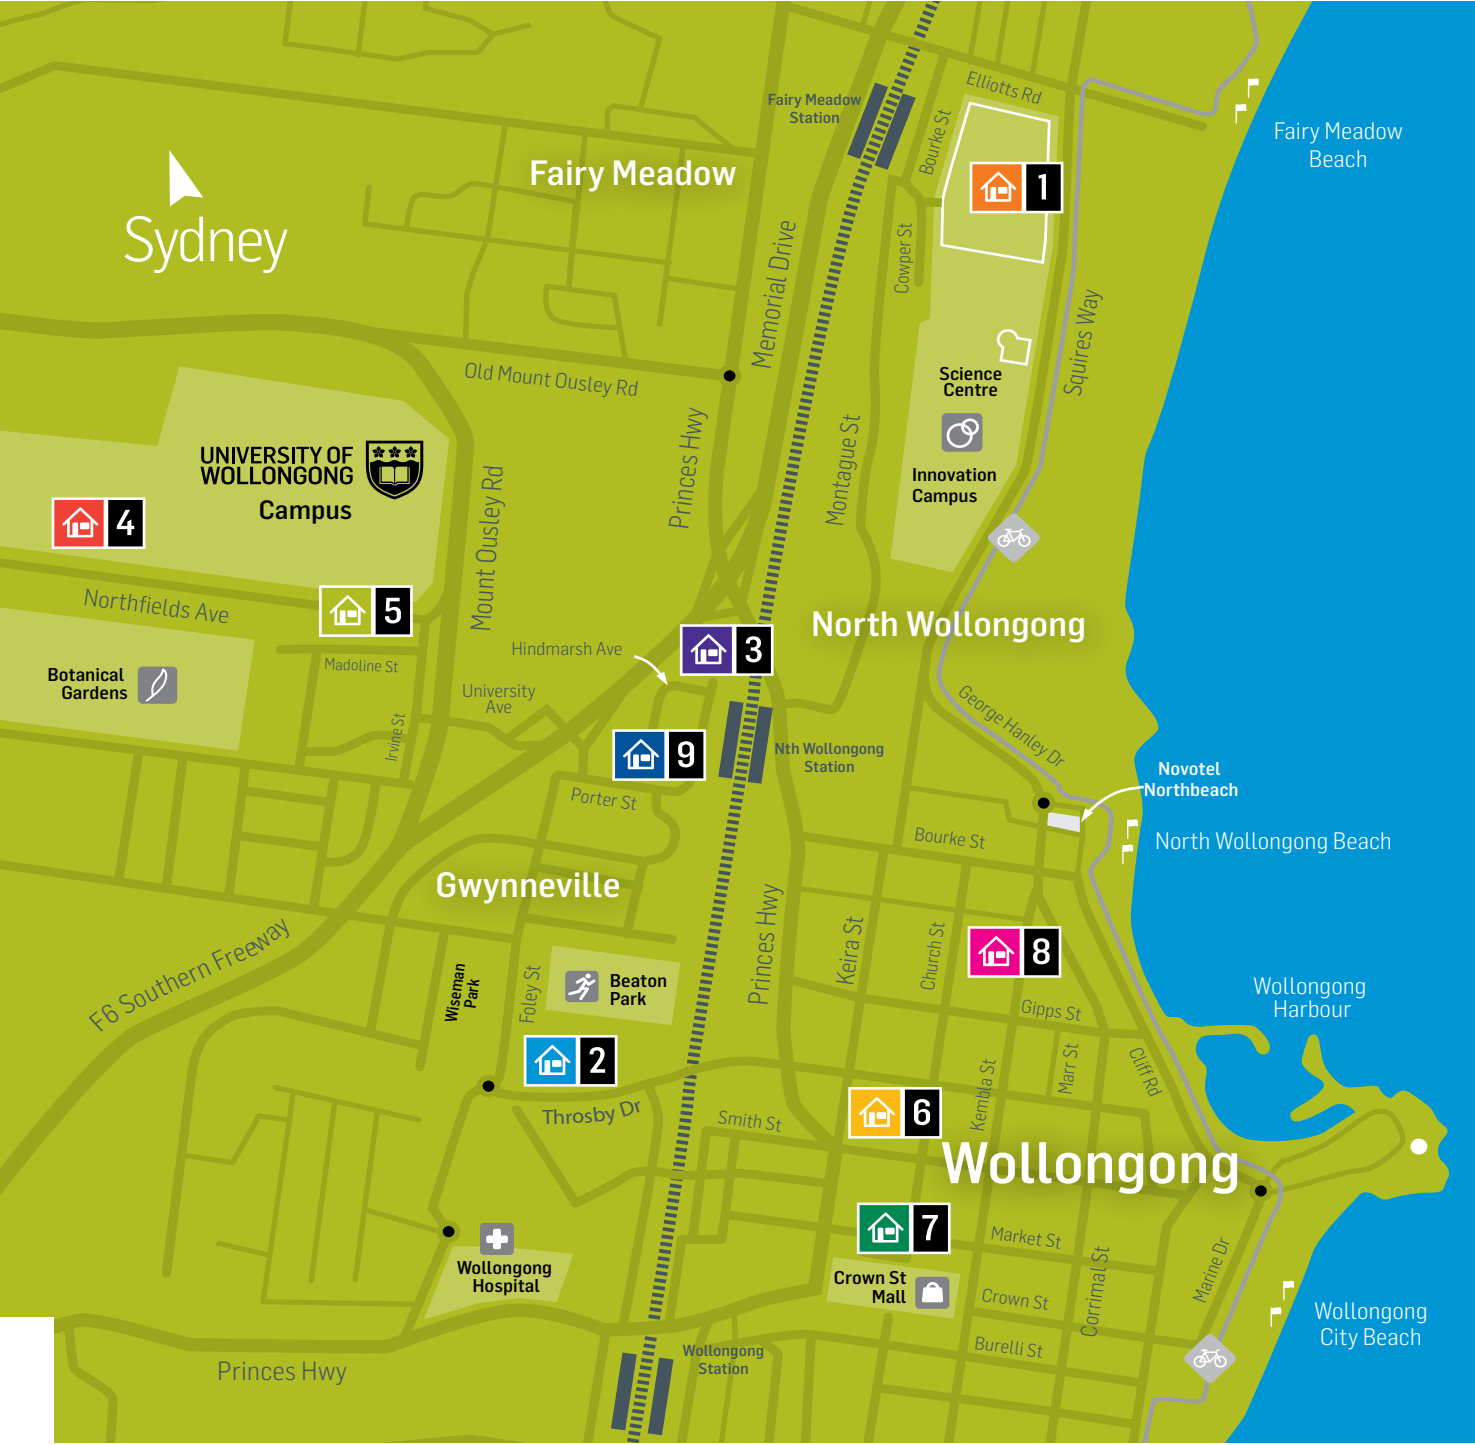 Elliotts Rd
Fairy Meadow
Station
Bourke St
Fairy Meadow
Beach
Fairy Meadow
1
Sydney
Memorial Drive
Cowper St
Squires Way
Old Mount Ousley Rd
Science
Centre
Princes Hwy
Montague St
UNIVERSITY OF
WOLLONGONG
Campus
Innovation
Campus
4
Mount Ousley Rd
Northfields Ave
5
North Wollongong
Hindmarsh Ave
3
Madoline St
Botanical
Gardens
University
Ave
George Hanley Dr
Irvine St
9
Nth Wollongong
Station
Novotel
Northbeach
Porter St
Bourke St
North Wollongong Beach
Gwynneville
Princes Hwy
Keira St
Church St
8
F6 Southern Freeway
Wiseman
Park
Foley St
Beaton
Park
Wollongong
Harbour
Gipps St
2
Marr St
Cliff Rd
Kembla St
Throsby Dr
Smith St
6
Wollongong
7
Market St
Wollongong
Hospital
Crown St
Mall
Crown St
Corrimal St
Marine Dr
Wollongong
City Beach
Burelli St
Wollongong
Station
Princes Hwy